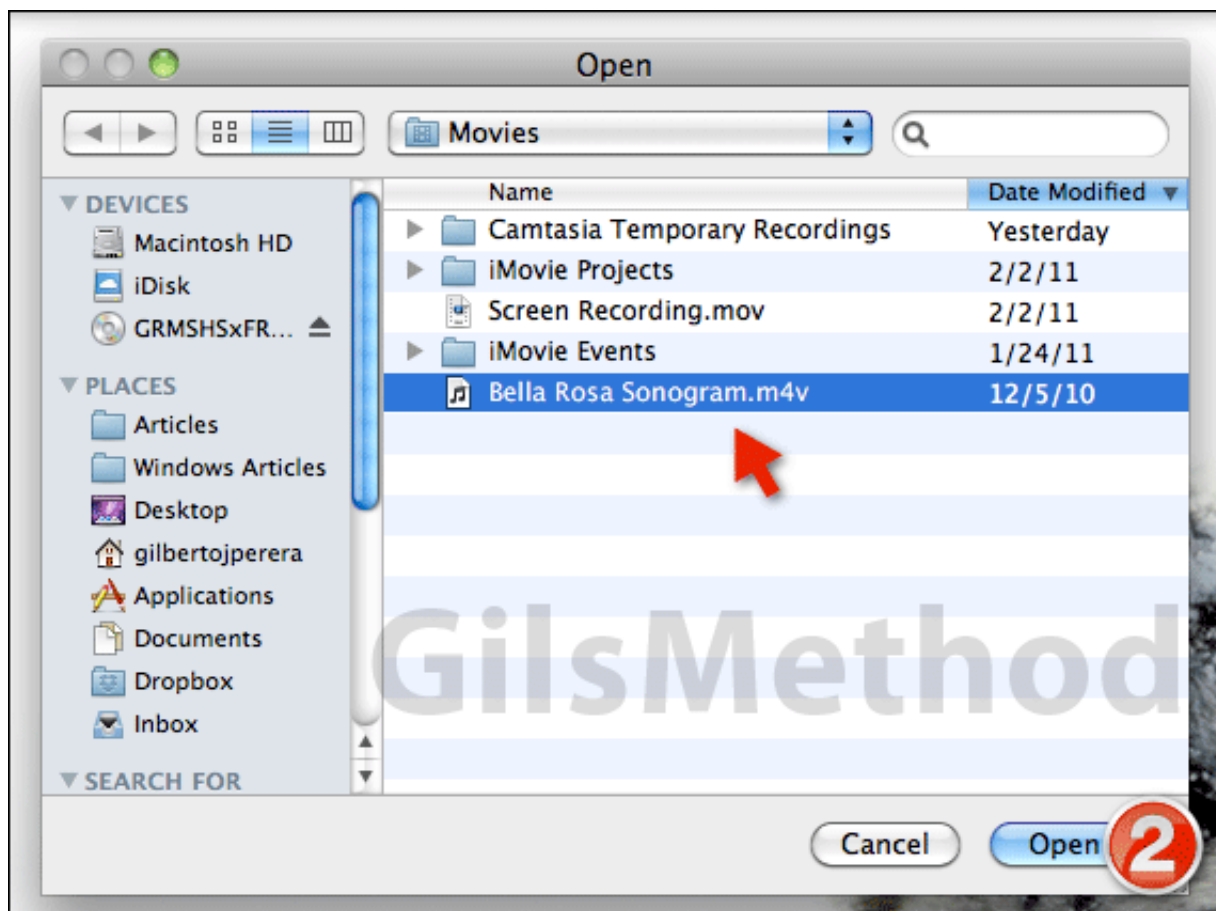 Open
Movies
Name Date Modified
DEVICES
Macintosh HD
iDisk
GRMSHSxFR...
PLACES
Articles
Windows Articles
Desktop
gilbertojperera
Applications
Documents
Dropbox
Inbox
SEARCH FOR
Camtasia Temporary Recordings Yesterday
iMovie Projects 2/2/11
Screen Recording.mov 2/2/11
iMovie Events 1/24/11
Bella Rosa Sonogram.m4v 12/5/10
GilsMethod
Cancel Open 2